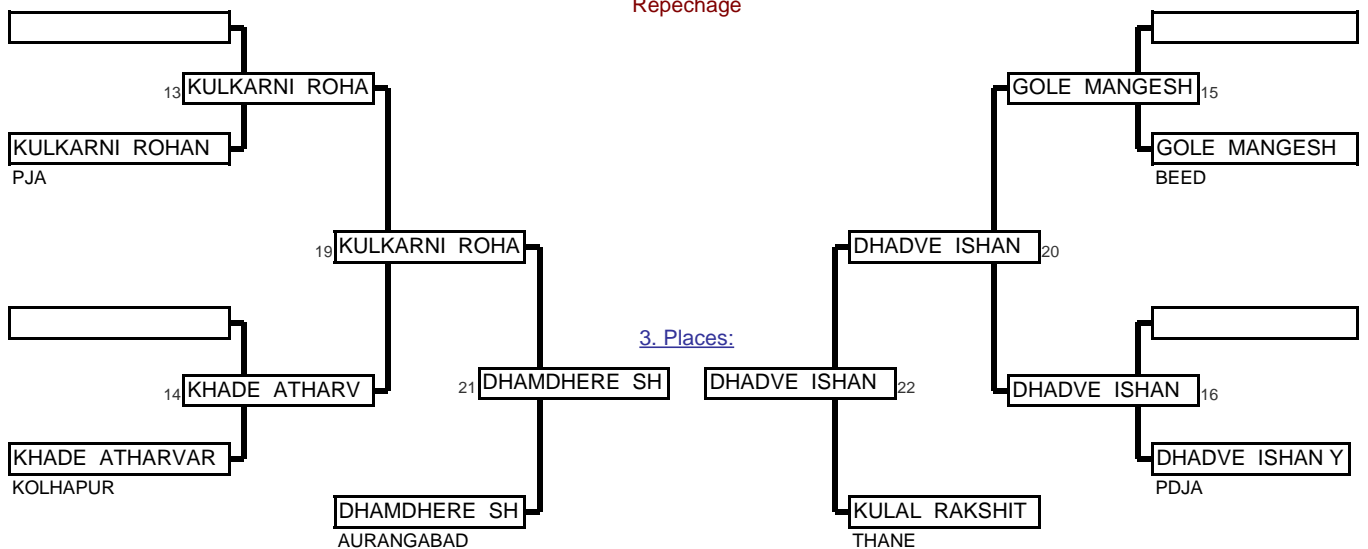 Repechage
13 KULKARNI ROHA
GOLE MANGESH 15
KULKARNI ROHAN
PJA
GOLE MANGESH
BEED
19 KULKARNI ROHA
DHADVE ISHAN 20
3. Places:
14 KHADE ATHARV
21 DHAMDHERE SH
DHADVE ISHAN 22
DHADVE ISHAN 16
KHADE ATHARVAR
KOLHAPUR
DHADVE ISHAN Y
PDJA
DHAMDHERE SH
AURANGABAD
KULAL RAKSHIT
THANE